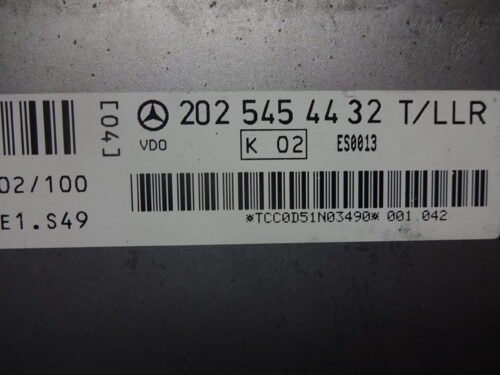 [04]
202 545 44 32 T/LLR
VDO K 02 ES0013
02/100
E1.S49
*TCC0D51N03490* 001.042